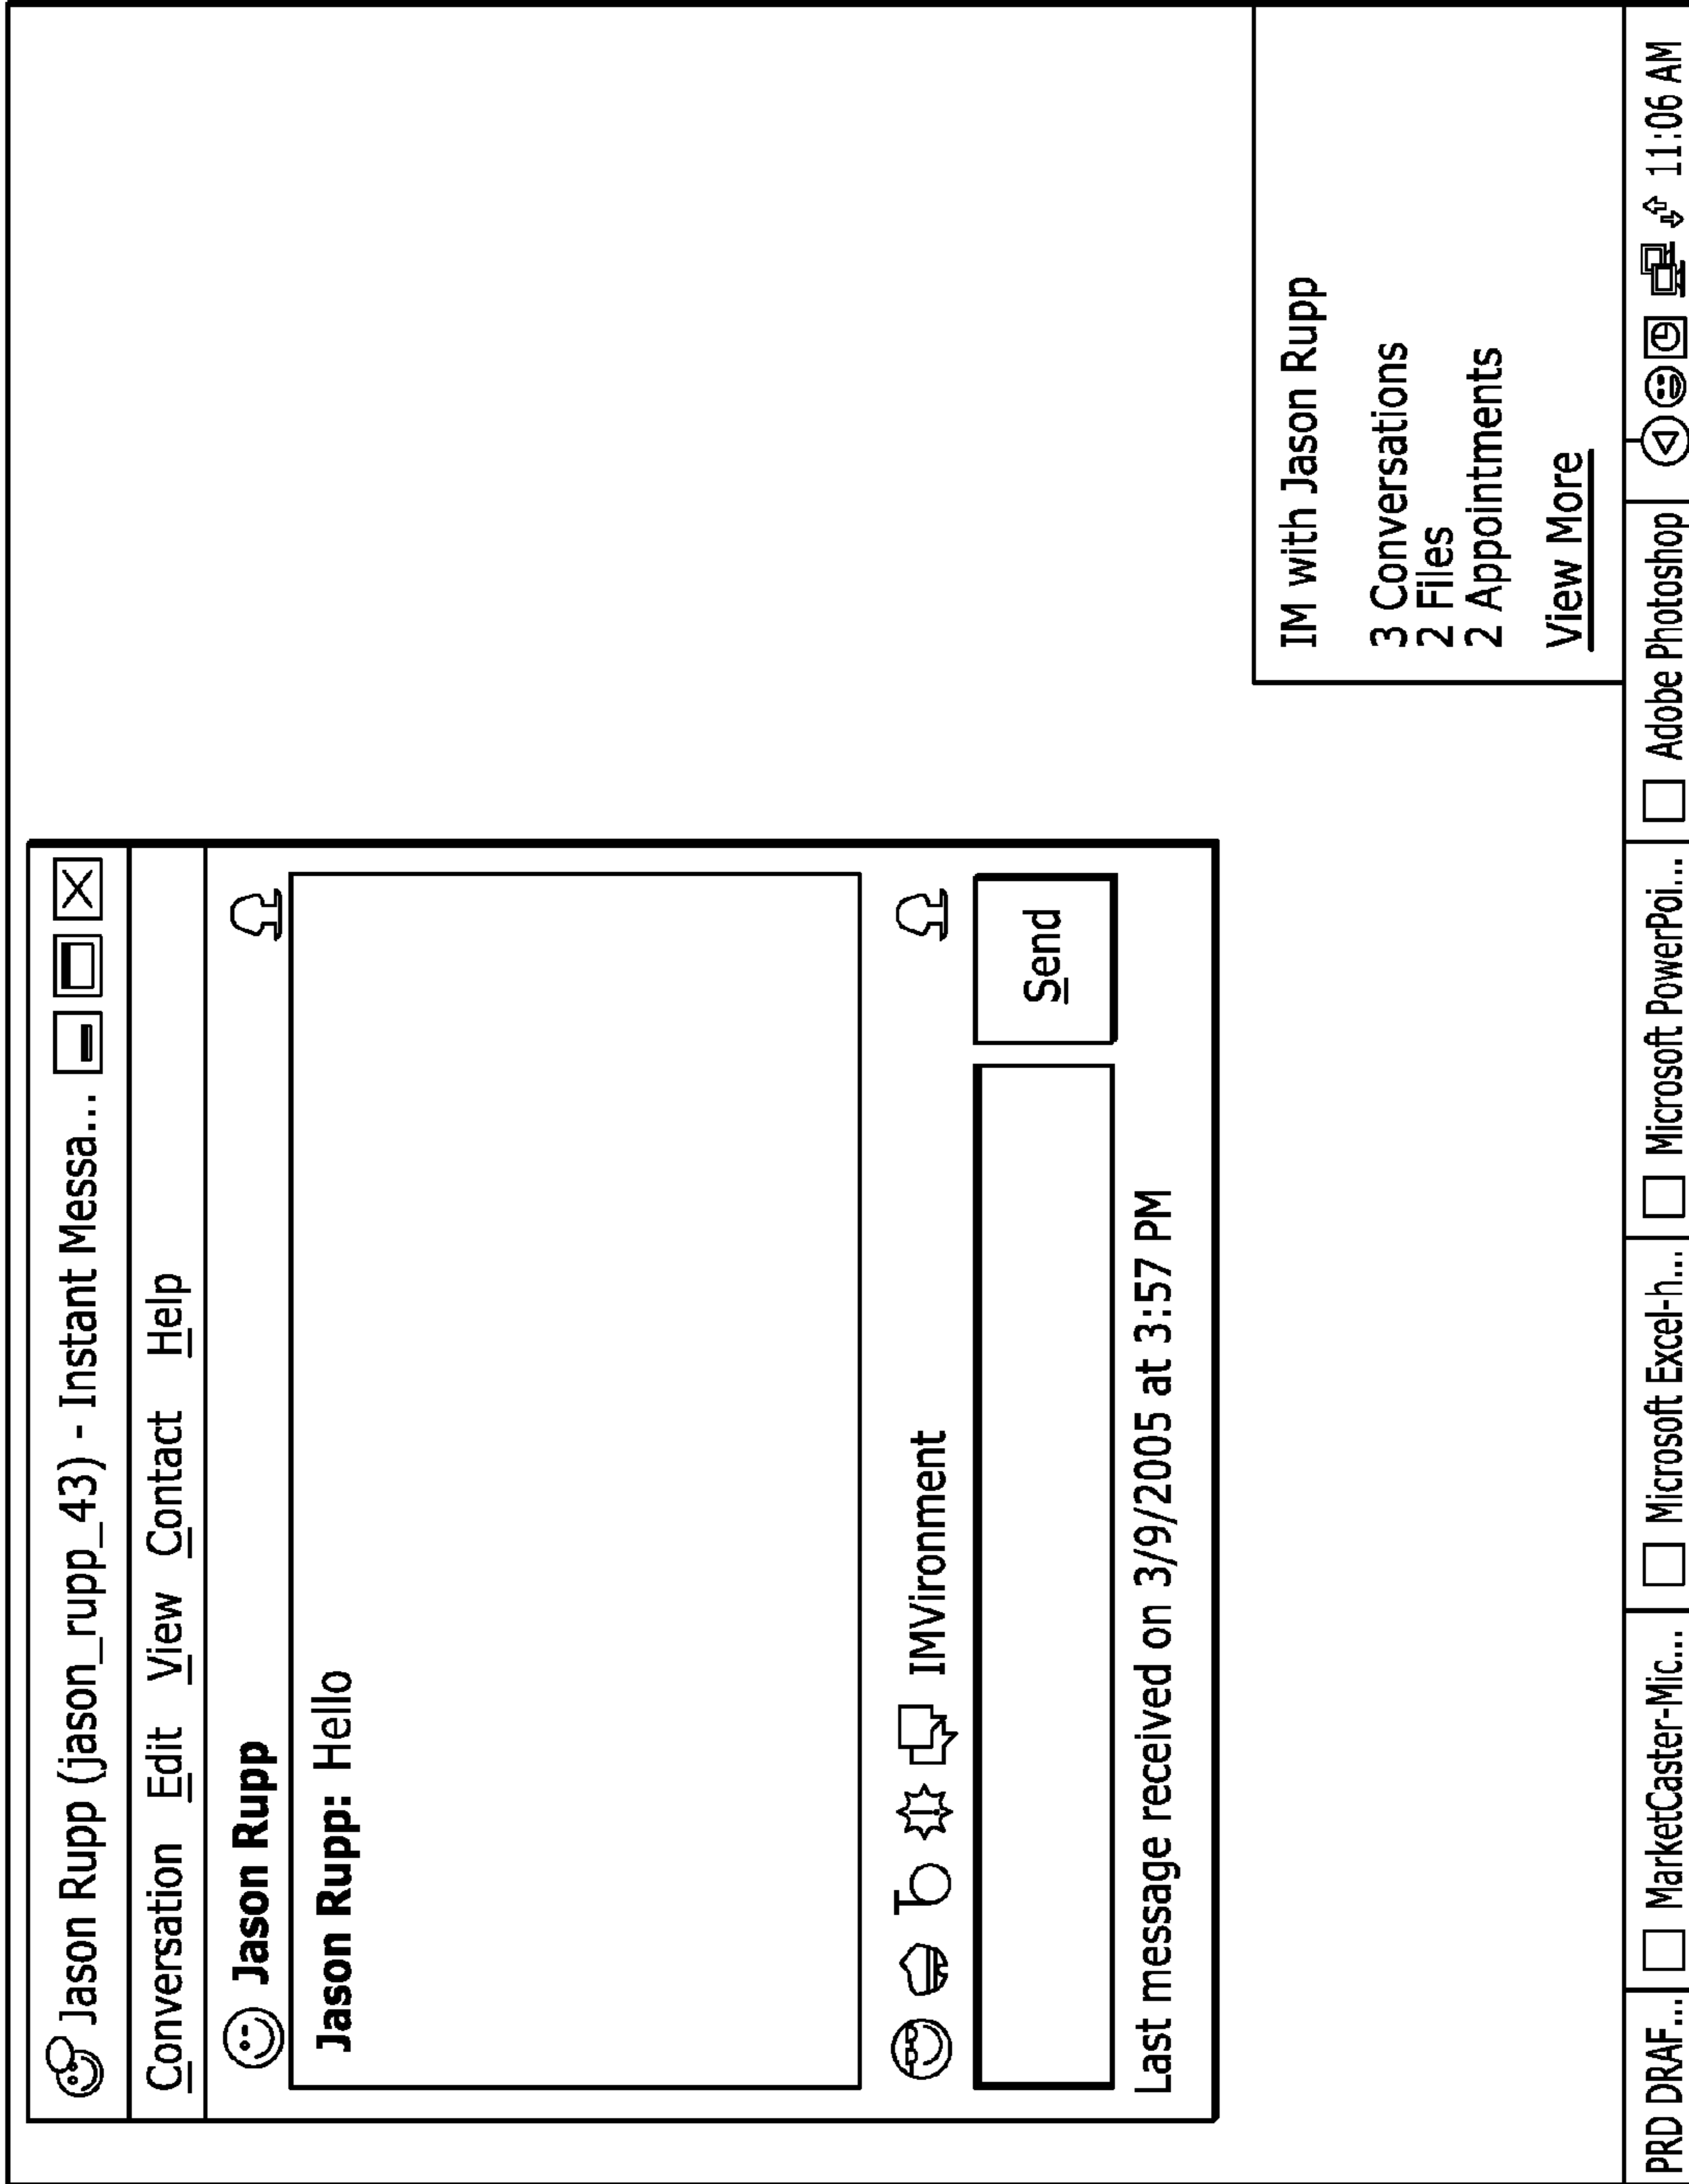 Jason Rupp (jason_rupp_43) - Instant Messa...
Conversation Edit View Contact Help
Jason Rupp
Jason Rupp: Hello
IMVironment
Send
Last message received on 3/9/2005 at 3:57 PM
IM with Jason Rupp
3 Conversations
2 Files
2 Appointments
View More
PRD DRAF... MarketCaster-Mic... Microsoft Excel-h... Microsoft PowerPoi... Adobe Photoshop 11:06 AM